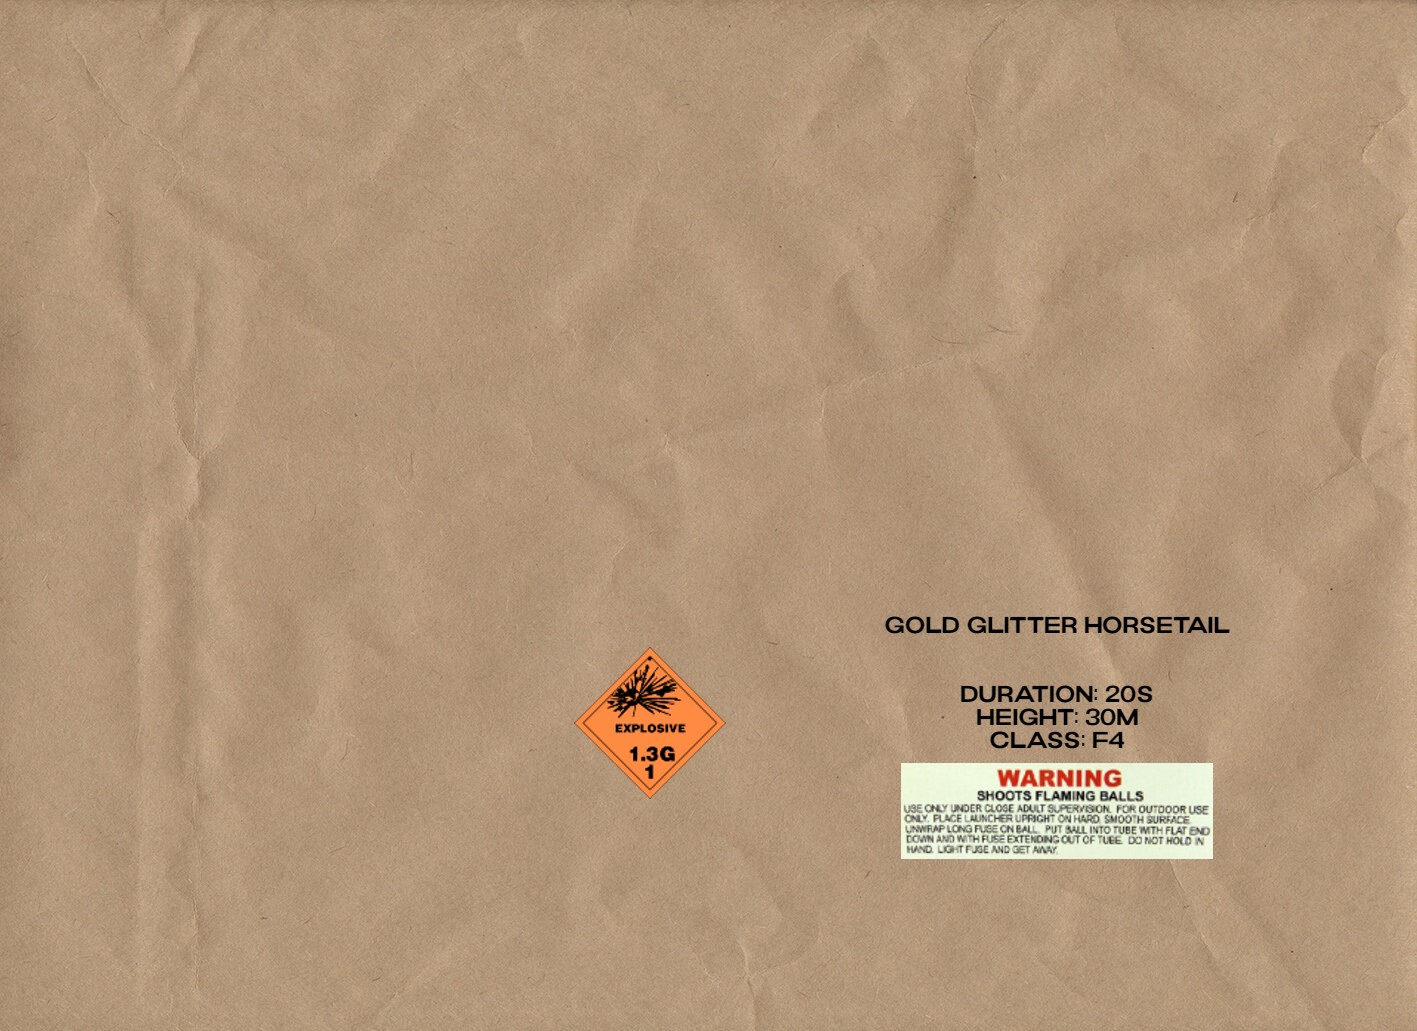 GOLD GLITTER HORSETAIL
DURATION: 20S
HEIGHT: 30M
CLASS: F4
EXPLOSIVE
1.3G
1
WARNING
SHOOTS FLAMING BALLS
USE ONLY UNDER CLOSE ADULT SUPERVISION. FOR OUTDOOR USE
ONLY. PLACE LAUNCHER UPRIGHT ON HARD, SMOOTH SURFACE.
UNWRAP LONG FUSE ON BALL. PUT BALL INTO TUBE WITH FLAT END
DOWN AND WITH FUSE EXTENDING OUT OF TUBE. DO NOT HOLD IN
HAND. LIGHT FUSE AND GET AWAY.